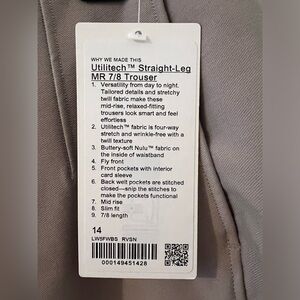 WHY WE MADE THIS
Utilitech™ Straight-Leg
MR 7/8 Trouser
1. Versatility from day to night.
Tailored details and stretchy
twill fabric make these
mid-rise, relaxed-fitting
trousers look smart and feel
effortless
2. Utilitech™ fabric is four-way
stretch and wrinkle-free with a
twill texture
3. Buttery-soft Nulu™ fabric on
the inside of waistband
4. Fly front
5. Front pockets with interior
card sleeve
6. Back welt pockets are stitched
closed—snip the stitches to
make the pockets functional
7. Mid rise
8. Slim fit
9. 7/8 length
14
LW5FWBS RVSN
000149451428